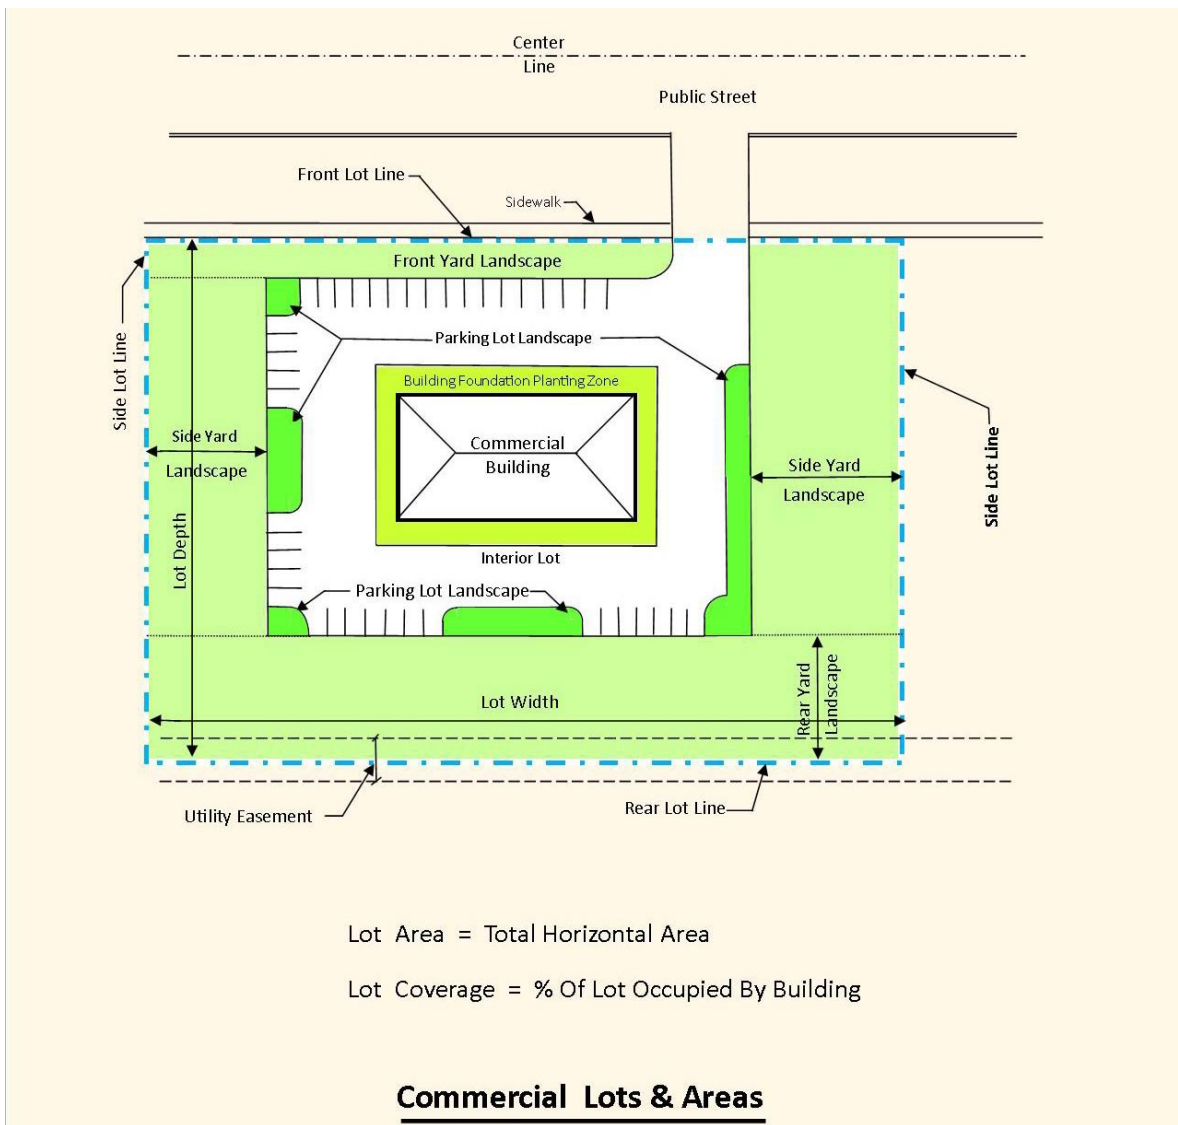 Center
Line
Public Street
Front Lot Line
Sidewalk
Front Yard Landscape
Side Lot Line
Parking Lot Landscape
Building Foundation Planting Zone
Side Yard
Landscape
Commercial
Building
Side Yard
Landscape
Side Lot Line
Lot Depth
Interior Lot
Parking Lot Landscape
Rear Yard
Landscape
Lot Width
Utility Easement
Rear Lot Line
Lot Area = Total Horizontal Area
Lot Coverage = % Of Lot Occupied By Building
Commercial Lots & Areas